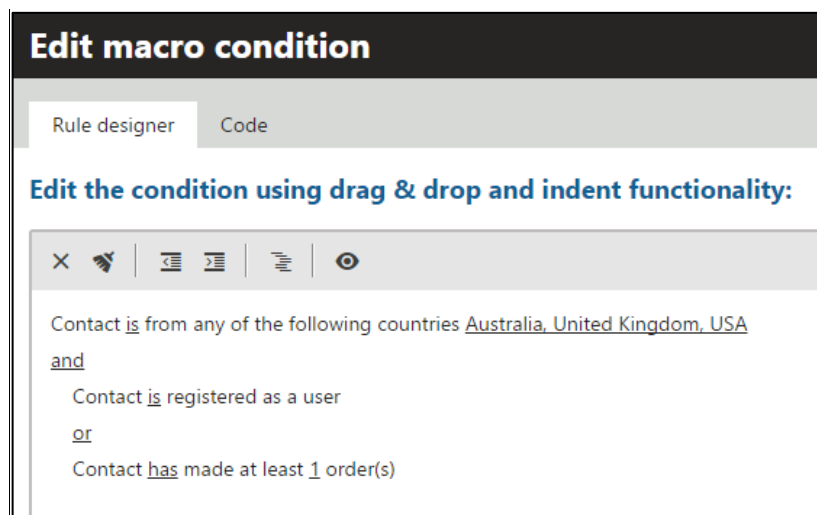 Edit macro condition
Rule designer Code
Edit the condition using drag & drop and indent functionality:
Contact is from any of the following countries Australia, United Kingdom, USA
and
Contact is registered as a user
or
Contact has made at least 1 order(s)